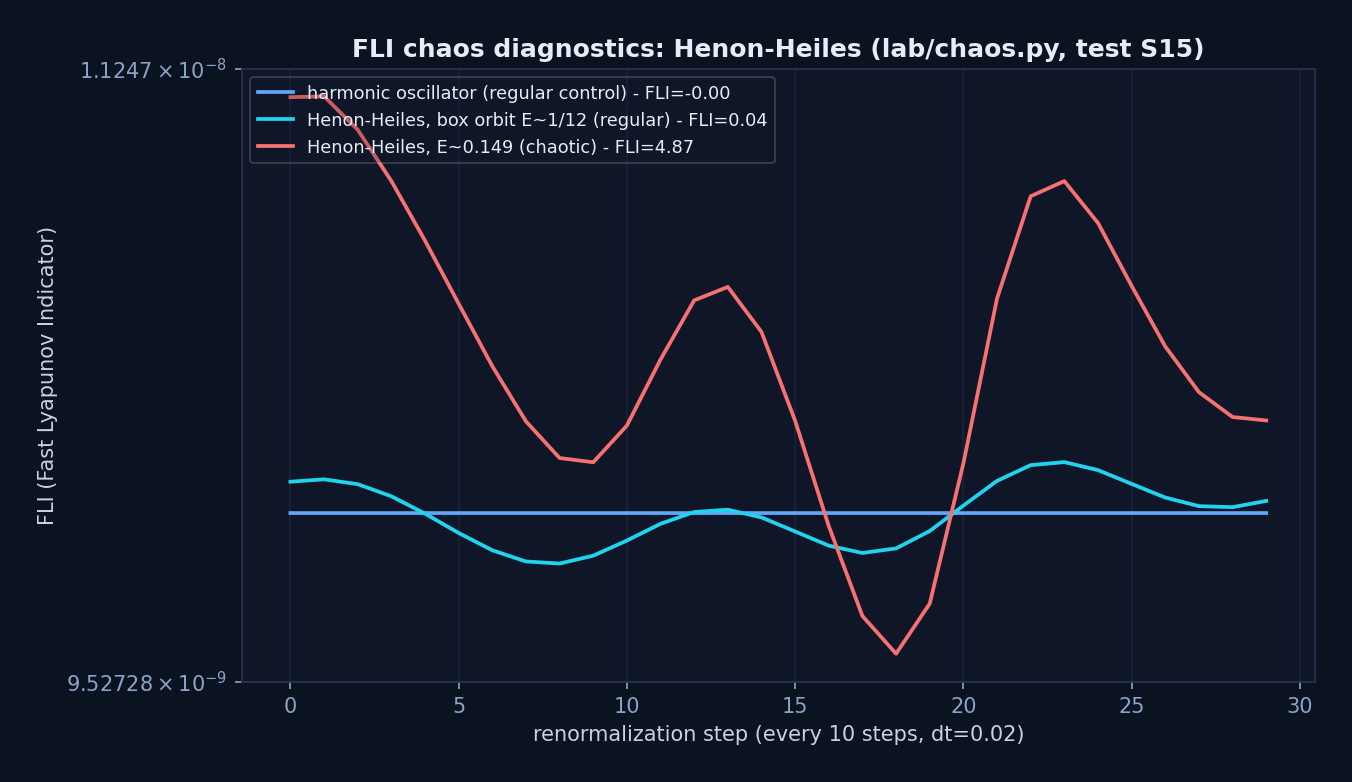 FLI chaos diagnostics: Henon-Heiles (lab/chaos.py, test S15)
1.1247 × 10⁻⁸
harmonic oscillator (regular control) - FLI=-0.00
Henon-Heiles, box orbit E~1/12 (regular) - FLI=0.04
Henon-Heiles, E~0.149 (chaotic) - FLI=4.87
FLI (Fast Lyapunov Indicator)
9.52728 × 10⁻⁹
0 5 10 15 20 25 30
renormalization step (every 10 steps, dt=0.02)